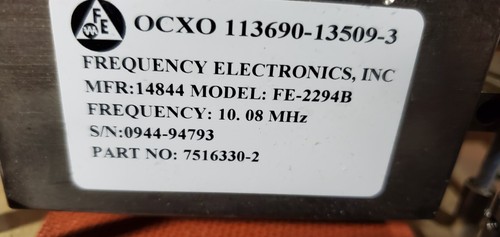 FE
OCXO 113690-13509-3
FREQUENCY ELECTRONICS, INC
MFR:14844 MODEL: FE-2294B
FREQUENCY: 10. 08 MHz
S/N:0944-94793
PART NO: 7516330-2